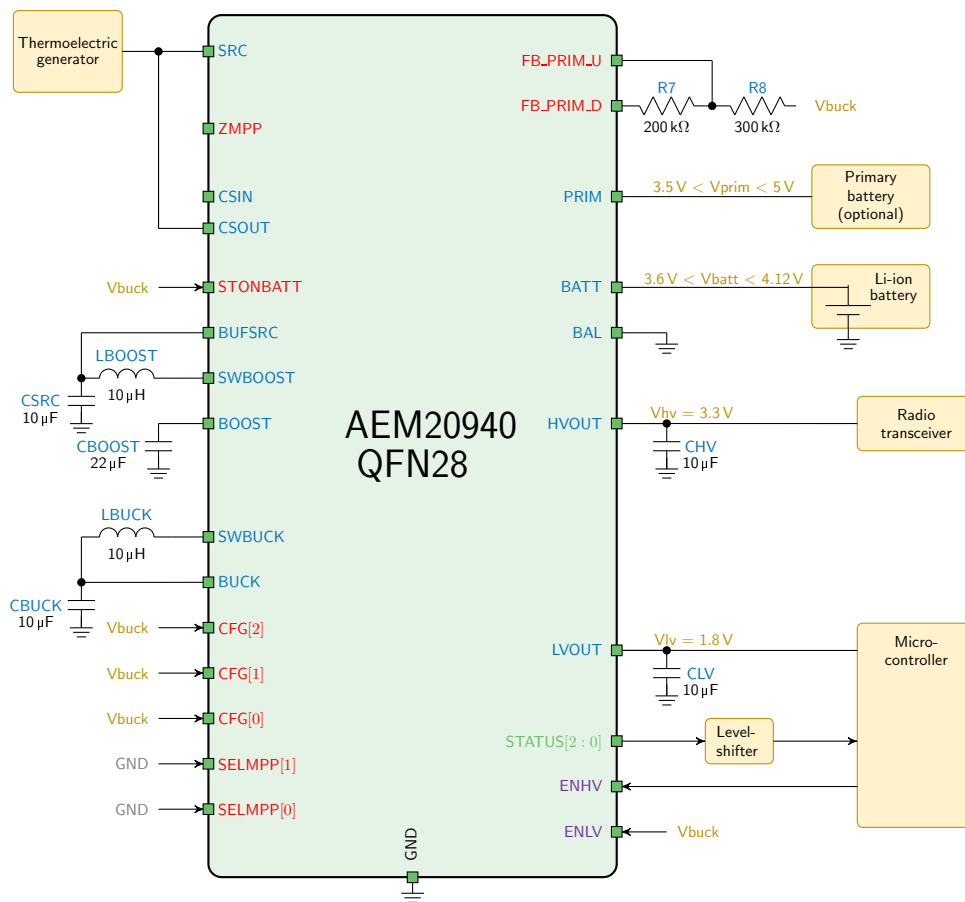 Thermoelectric
generator
SRC
ZMPP
CSIN
CSOUT
Vbuck
STONBATT
BUFSRC
LBOOST
10 µH
SWBOOST
CSRC
10 µF
BOOST
CBOOST
22 µF
LBUCK
10 µH
SWBUCK
BUCK
CBUCK
10 µF
Vbuck
CFG[2]
Vbuck
CFG[1]
Vbuck
CFG[0]
GND
SELMPP[1]
GND
SELMPP[0]
AEM20940
QFN28
GND
FB_PRIM_U
FB_PRIM_D
R7
200 kΩ
R8
300 kΩ
Vbuck
PRIM
3.5 V < Vprim < 5 V
Primary
battery
(optional)
BATT
3.6 V < Vbatt < 4.12 V
Li-ion
battery
BAL
HVOUT
Vhv = 3.3 V
CHV
10 µF
Radio
transceiver
LVOUT
Vlv = 1.8 V
CLV
10 µF
Micro-
controller
STATUS[2 : 0]
Level-
shifter
ENHV
ENLV
Vbuck